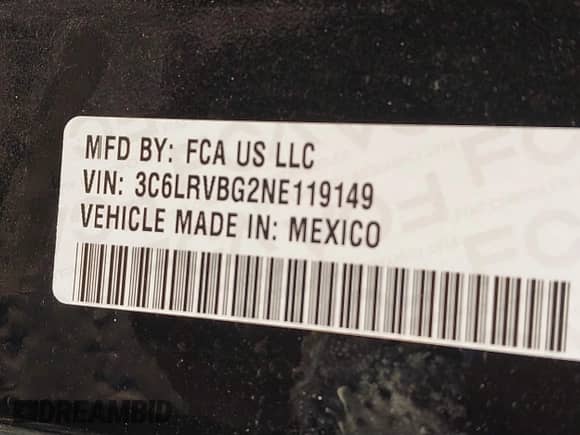 MFD BY: FCA US LLC
VIN: 3C6LRVBG2NE119149
VEHICLE MADE IN: MEXICO
DREAMBID